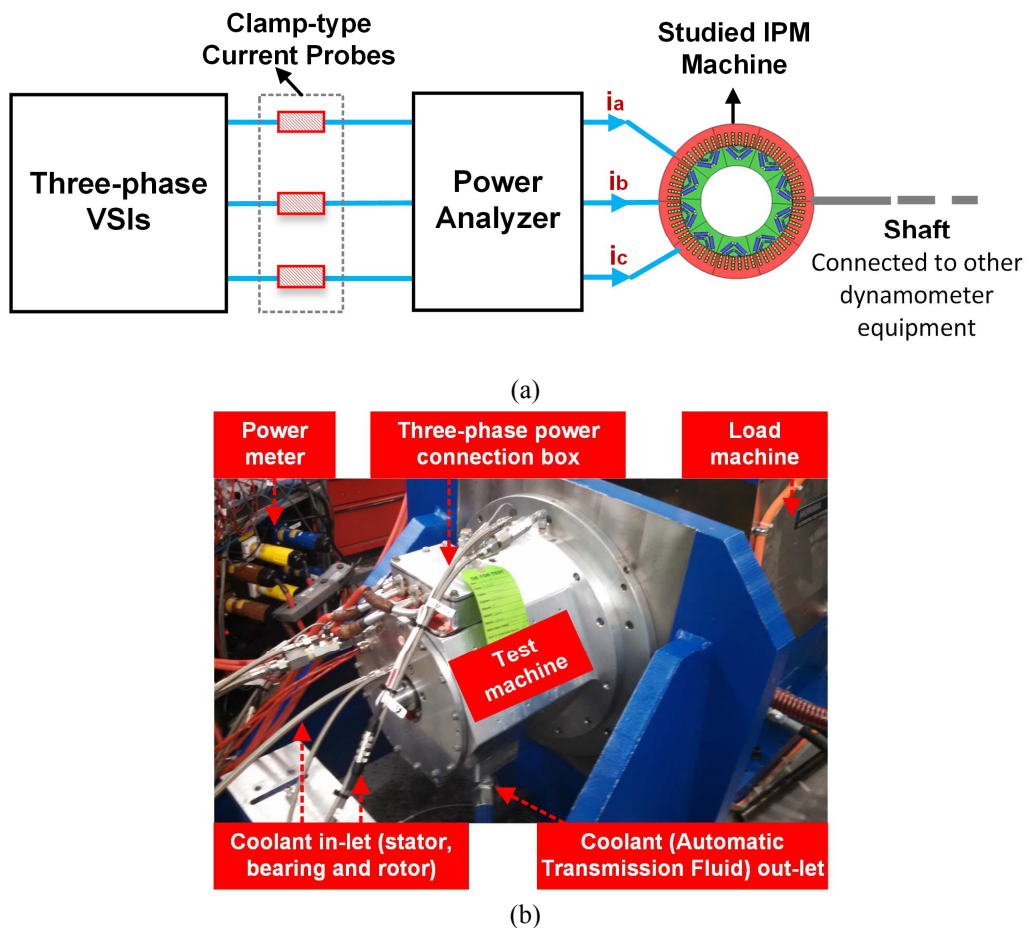 Clamp-type
Current Probes
Studied IPM
Machine
Three-phase
VSIs
Power
Analyzer
ia
ib
ic
Shaft
Connected to other
dynamometer
equipment
(a)
Power
meter
Three-phase power
connection box
Load
machine
Test
machine
Coolant in-let (stator,
bearing and rotor)
Coolant (Automatic
Transmission Fluid) out-let
(b)